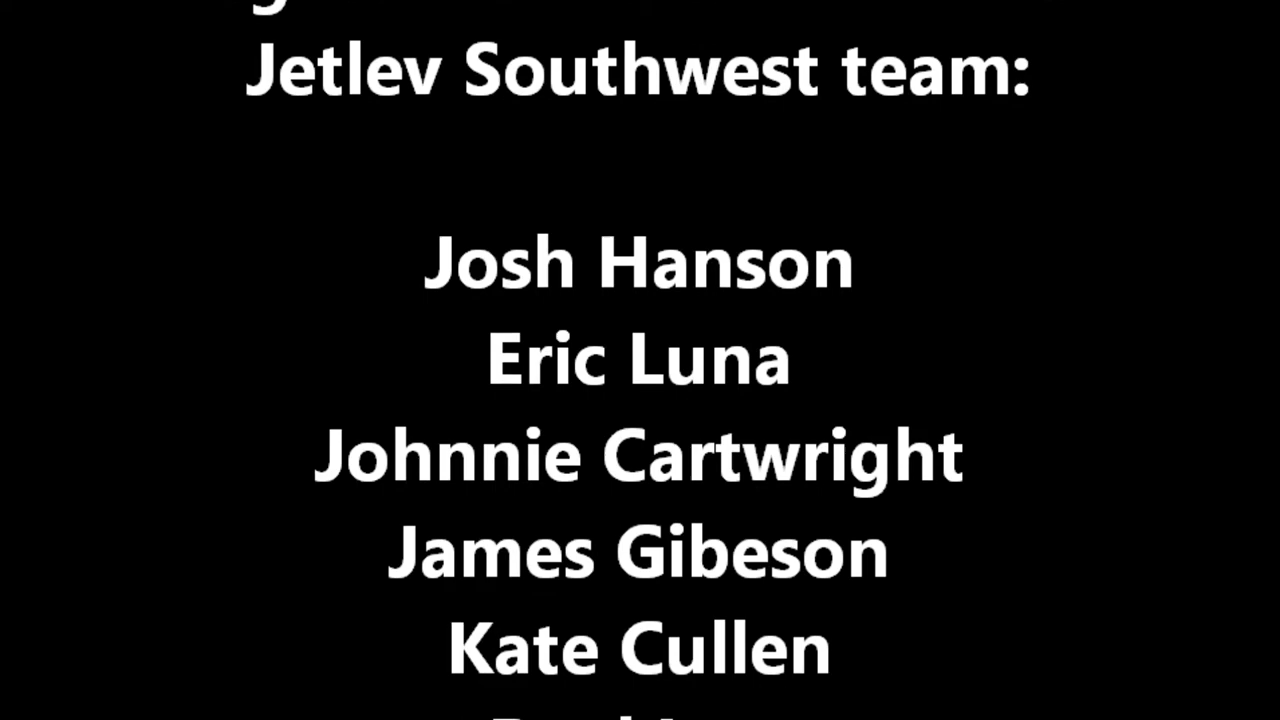 Jetlev Southwest team:
Josh Hanson
Eric Luna
Johnnie Cartwright
James Gibeson
Kate Cullen